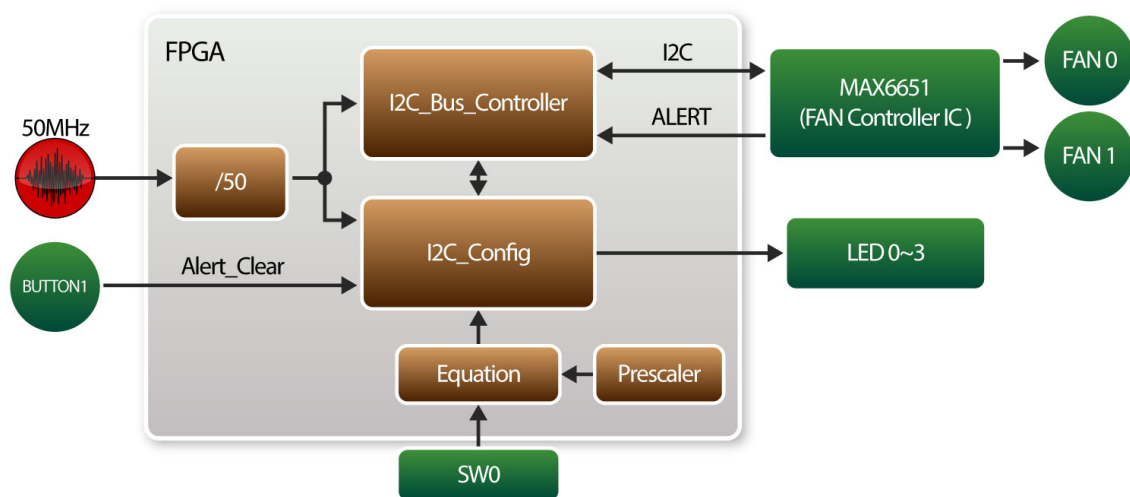 FPGA
I2C
FAN 0
I2C_Bus_Controller
MAX6651
(FAN Controller IC )
ALERT
50MHz
FAN 1
/50
Alert_Clear
I2C_Config
LED 0~3
BUTTON1
Equation
Prescaler
SW0